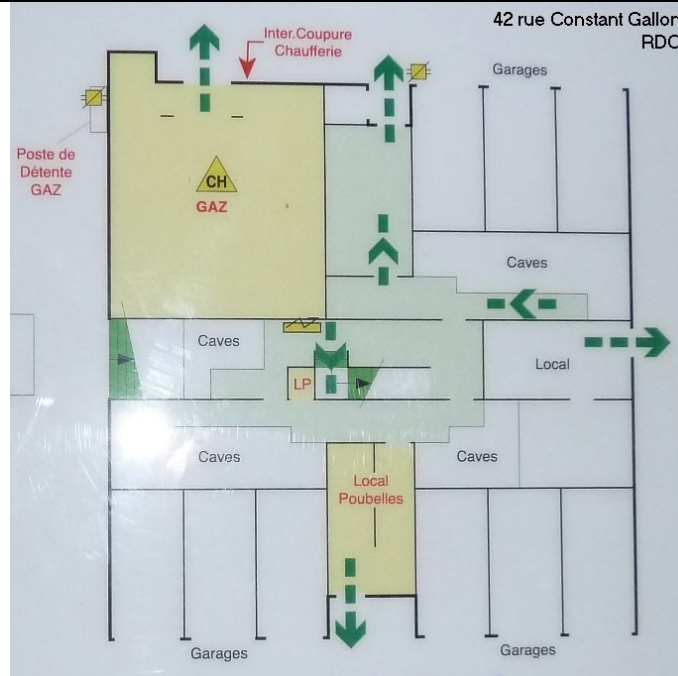 42 rue Constant Gallon
RDC
Inter.Coupure
Chaufferie
Garages
Poste de
Détente
GAZ
CH
GAZ
Caves
Caves
Local
LP
Caves
Local
Poubelles
Caves
Garages
Garages